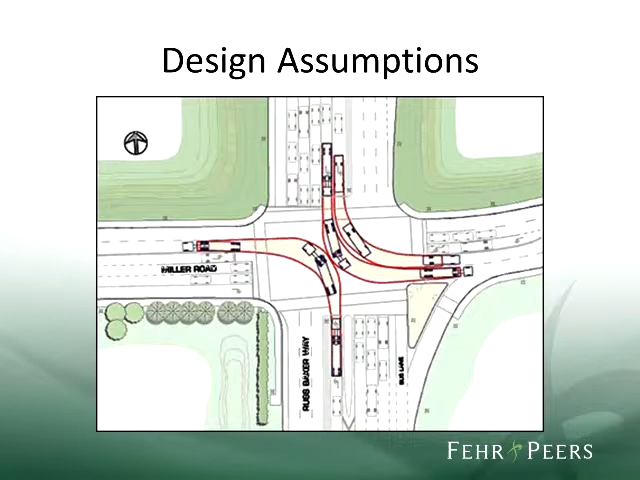 Design Assumptions
MILLER ROAD
RUSS BAKER WAY
BUS LANE
FEHR PEERS